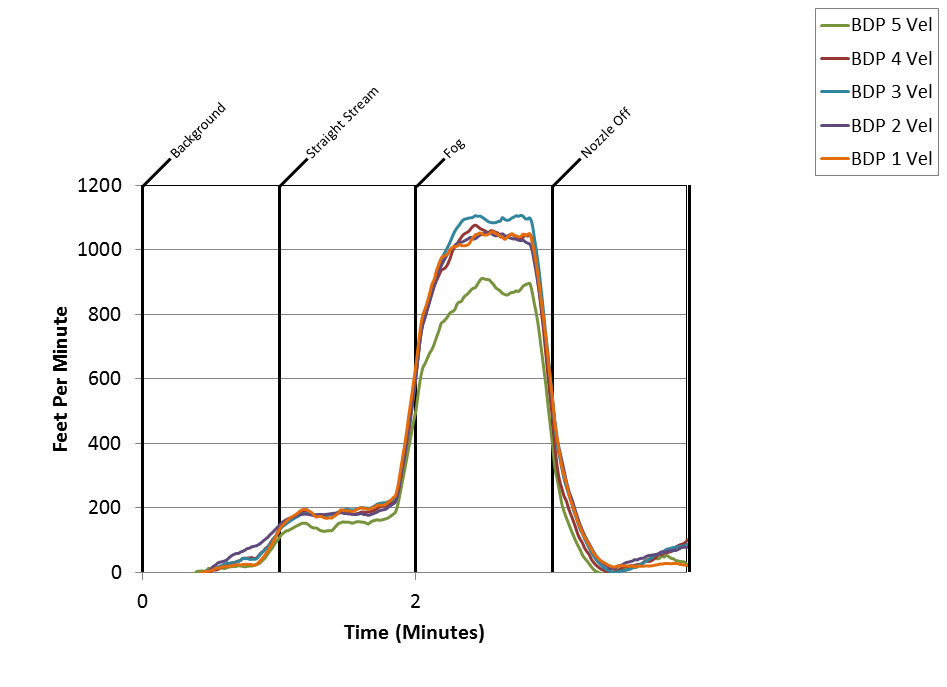 BDP 5 Vel
BDP 4 Vel
BDP 3 Vel
BDP 2 Vel
BDP 1 Vel
Background
Straight Stream
Fog
Nozzle Off
1200
1000
800
600
400
200
0
Feet Per Minute
0
2
Time (Minutes)